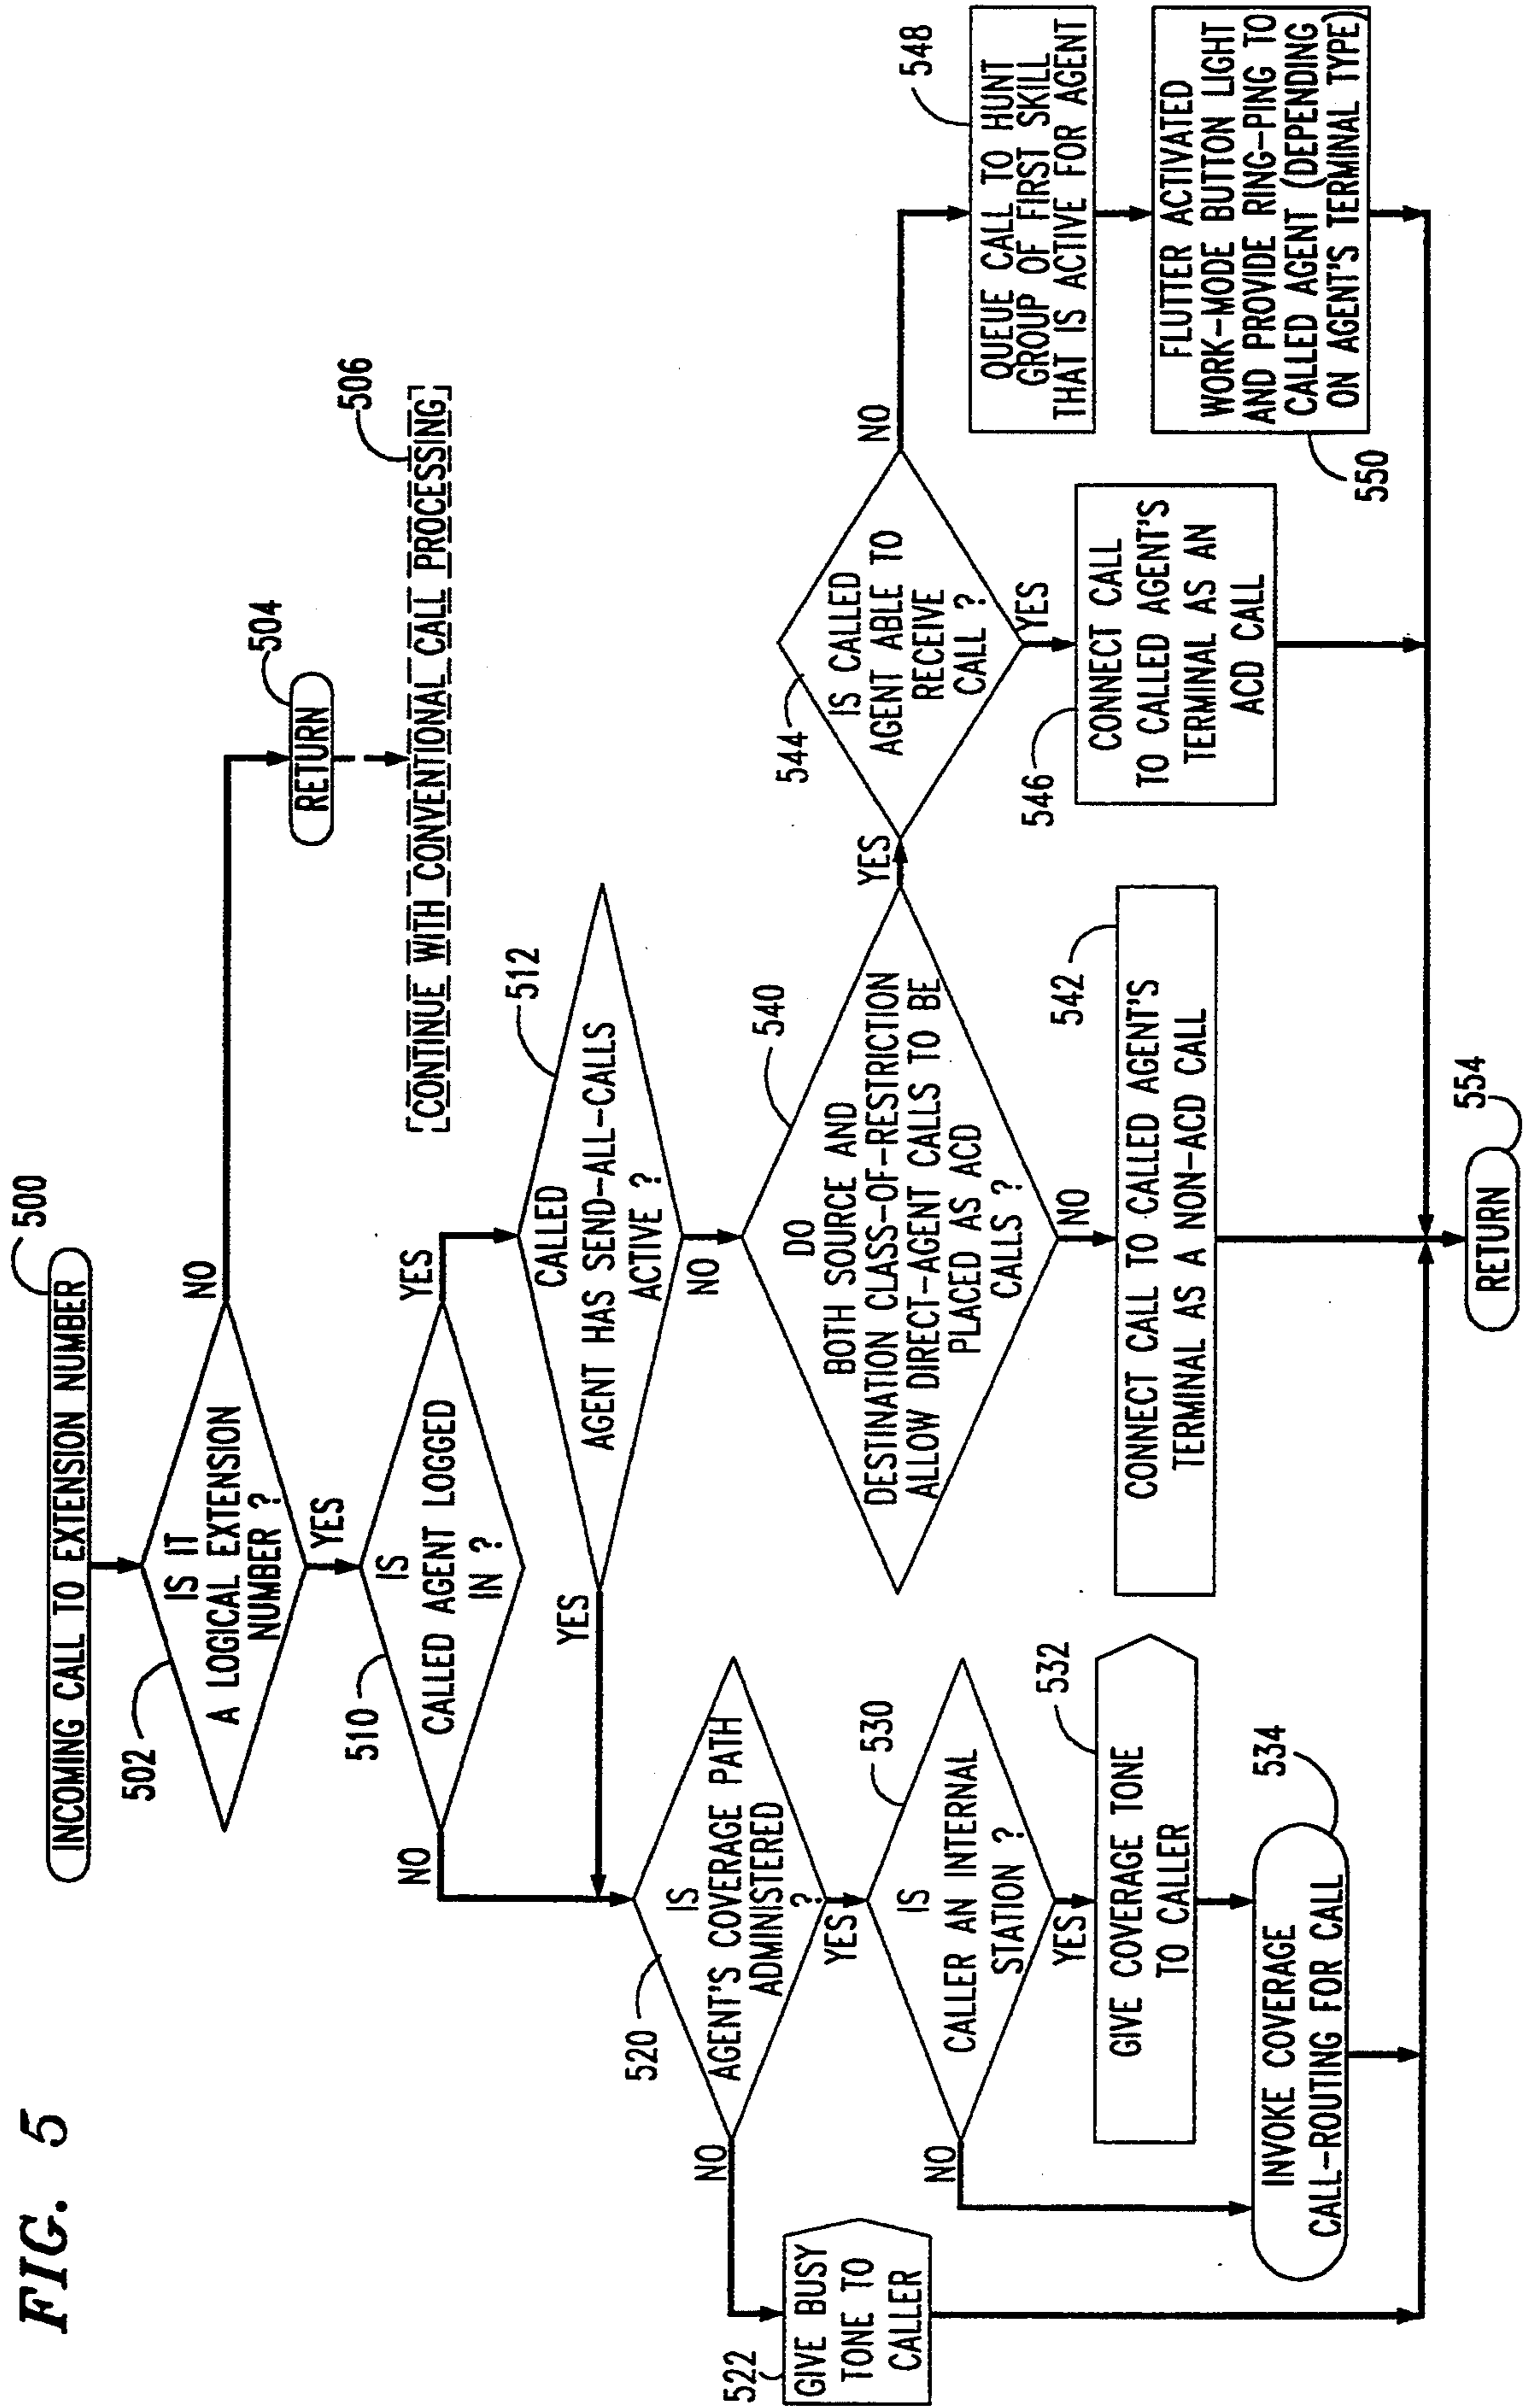 FIG. 5
500
INCOMING CALL TO EXTENSION NUMBER
502
IS IT
A LOGICAL EXTENSION
NUMBER ?
NO
YES
504
RETURN
506
CONTINUE WITH CONVENTIONAL CALL PROCESSING
510
IS
CALLED AGENT LOGGED
IN ?
NO
YES
512
CALLED
AGENT HAS SEND-ALL-CALLS
ACTIVE ?
YES
NO
520
IS
AGENT'S COVERAGE PATH
ADMINISTERED
?
NO
YES
522
GIVE BUSY
TONE TO
CALLER
530
IS
CALLER AN INTERNAL
STATION ?
NO
YES
532
GIVE COVERAGE TONE
TO CALLER
534
INVOKE COVERAGE
CALL-ROUTING FOR CALL
540
DO
BOTH SOURCE AND
DESTINATION CLASS-OF-RESTRICTION
ALLOW DIRECT-AGENT CALLS TO BE
PLACED AS ACD
CALLS ?
YES
NO
542
CONNECT CALL TO CALLED AGENT'S
TERMINAL AS A NON-ACD CALL
544
IS CALLED
AGENT ABLE TO
RECEIVE
CALL ?
NO
YES
546
CONNECT CALL
TO CALLED AGENT'S
TERMINAL AS AN
ACD CALL
548
QUEUE CALL TO HUNT
GROUP OF FIRST SKILL
THAT IS ACTIVE FOR AGENT
550
FLUTTER ACTIVATED
WORK-MODE BUTTON LIGHT
AND PROVIDE RING-PING TO
CALLED AGENT (DEPENDING
ON AGENT'S TERMINAL TYPE)
554
RETURN